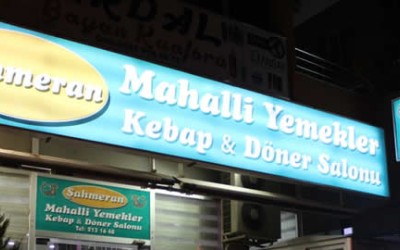 Şahmeran
Mahalli Yemekler
Kebap & Döner Salonu
Şahmeran
Mahalli Yemekler
Kebap & Döner Salonu